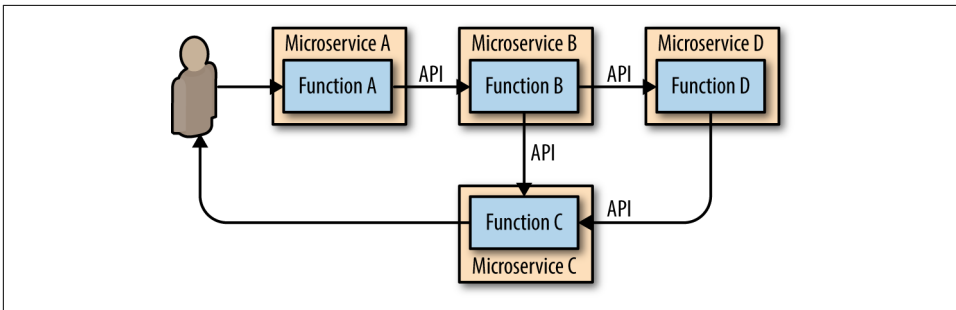 Microservice A
Function A
API
Microservice B
Function B
API
Microservice D
Function D
API
API
Function C
Microservice C